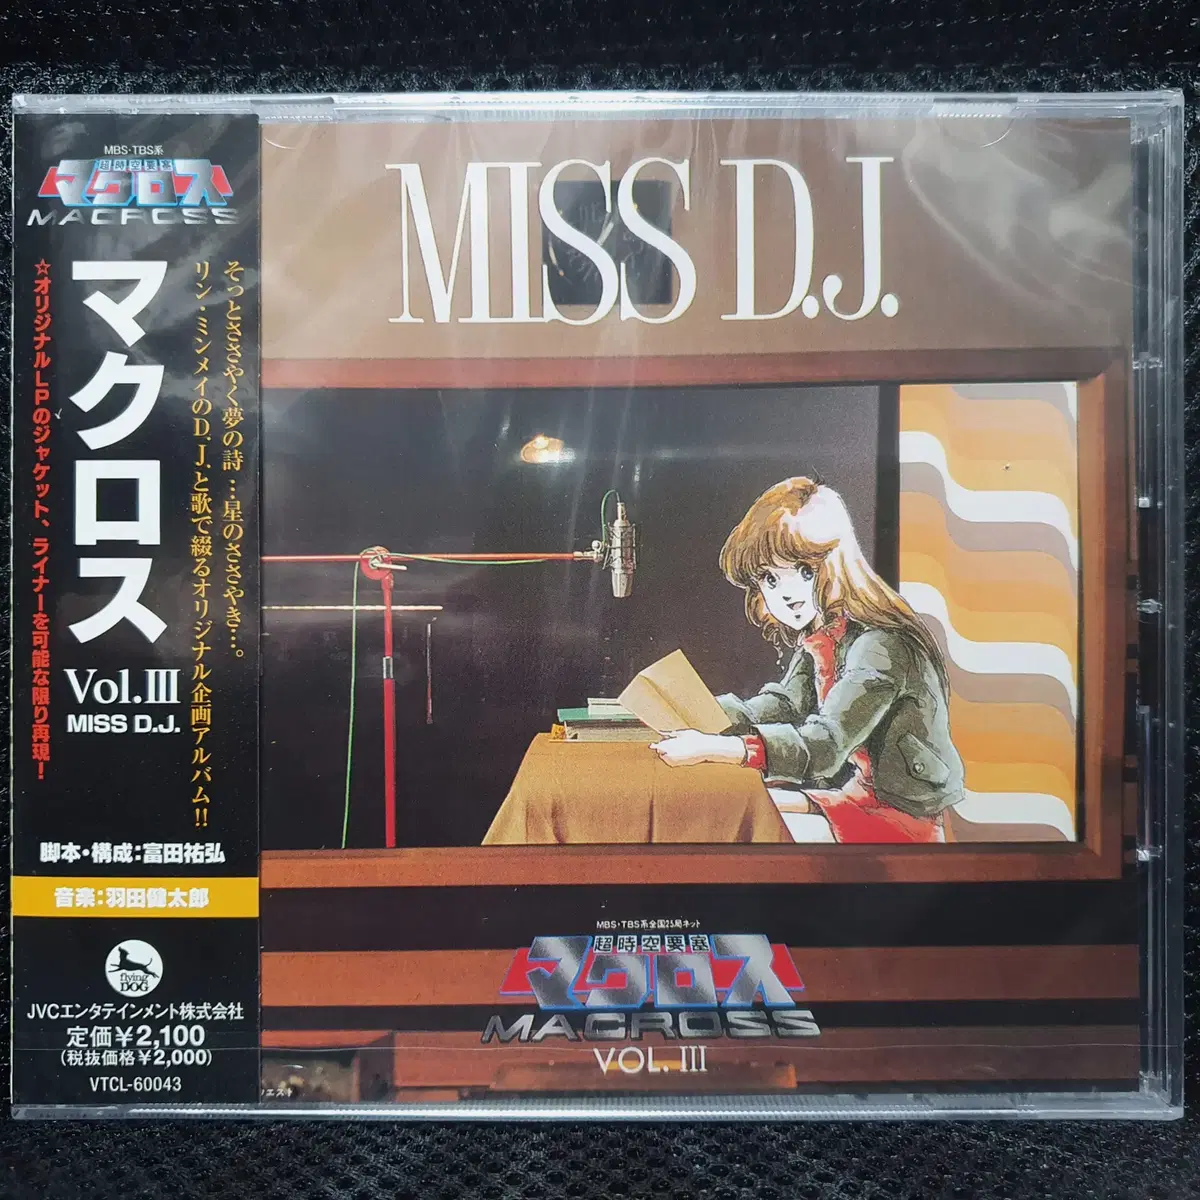 MBS・TBS系
超時空要塞
マクロス
MACROSS
そっとささやく夢の詩…星のささやき…。
リン・ミンメイのD.J.と歌で綴るオリジナル企画アルバム!!
マクロス
Vol.III
MISS D.J.
☆オリジナルLPのジャケット、ライナーを可能な限り再現!
脚本・構成:富田祐弘
音楽:羽田健太郎
flying
DOG
JVCエンタテインメント株式会社
定価¥2,100
(税抜価格¥2,000)
VTCL-60043
MISS D.J.
MBS・TBS系全国25局ネット
超時空要塞
マクロス
MACROSS
VOL.III
エスト